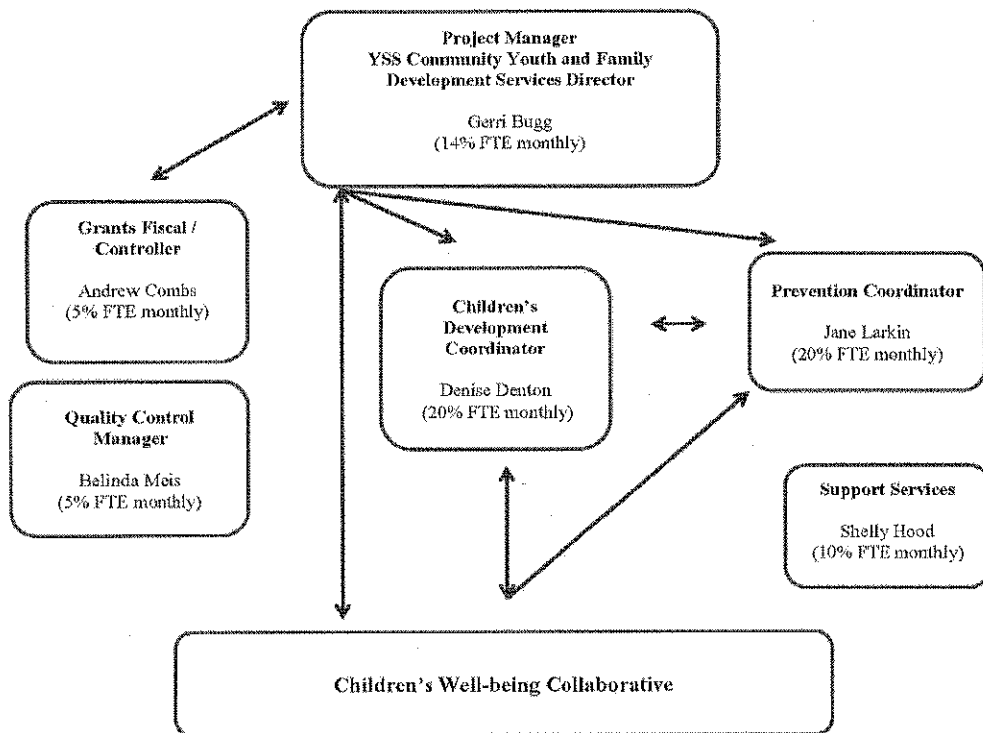 Project Manager
YSS Community Youth and Family
Development Services Director
Gerri Bugg
(14% FTE monthly)
Grants Fiscal /
Controller
Andrew Combs
(5% FTE monthly)
Children's
Development
Coordinator
Denise Denton
(20% FTE monthly)
Prevention Coordinator
Jane Larkin
(20% FTE monthly)
Quality Control
Manager
Belinda Meis
(5% FTE monthly)
Support Services
Shelly Hood
(10% FTE monthly)
Children's Well-being Collaborative